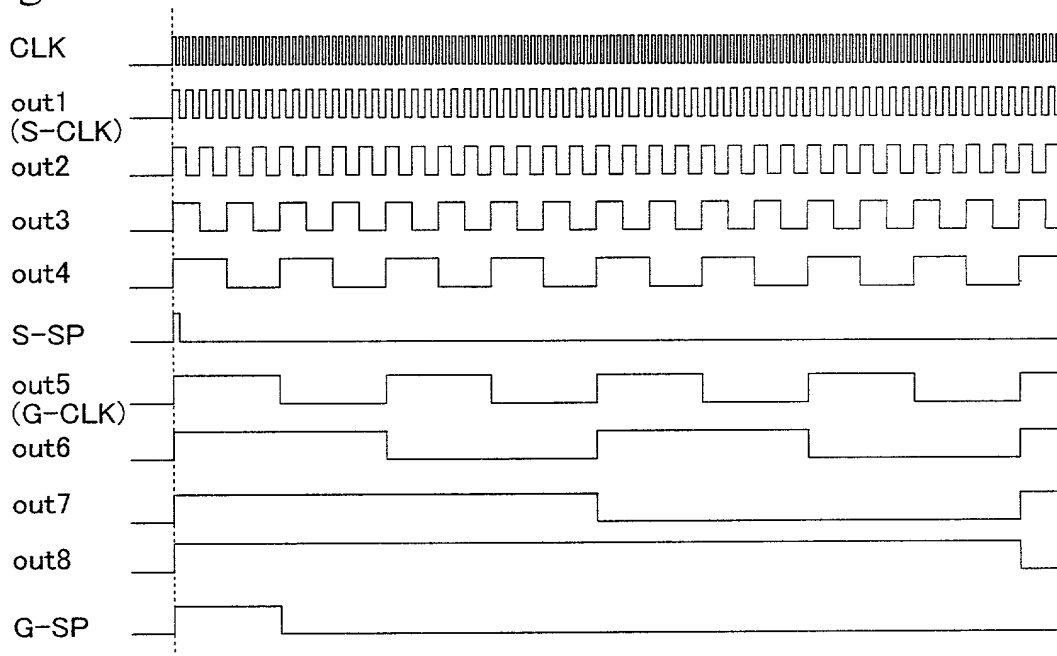 CLK
out1
(S-CLK)
out2
out3
out4
S-SP
out5
(G-CLK)
out6
out7
out8
G-SP